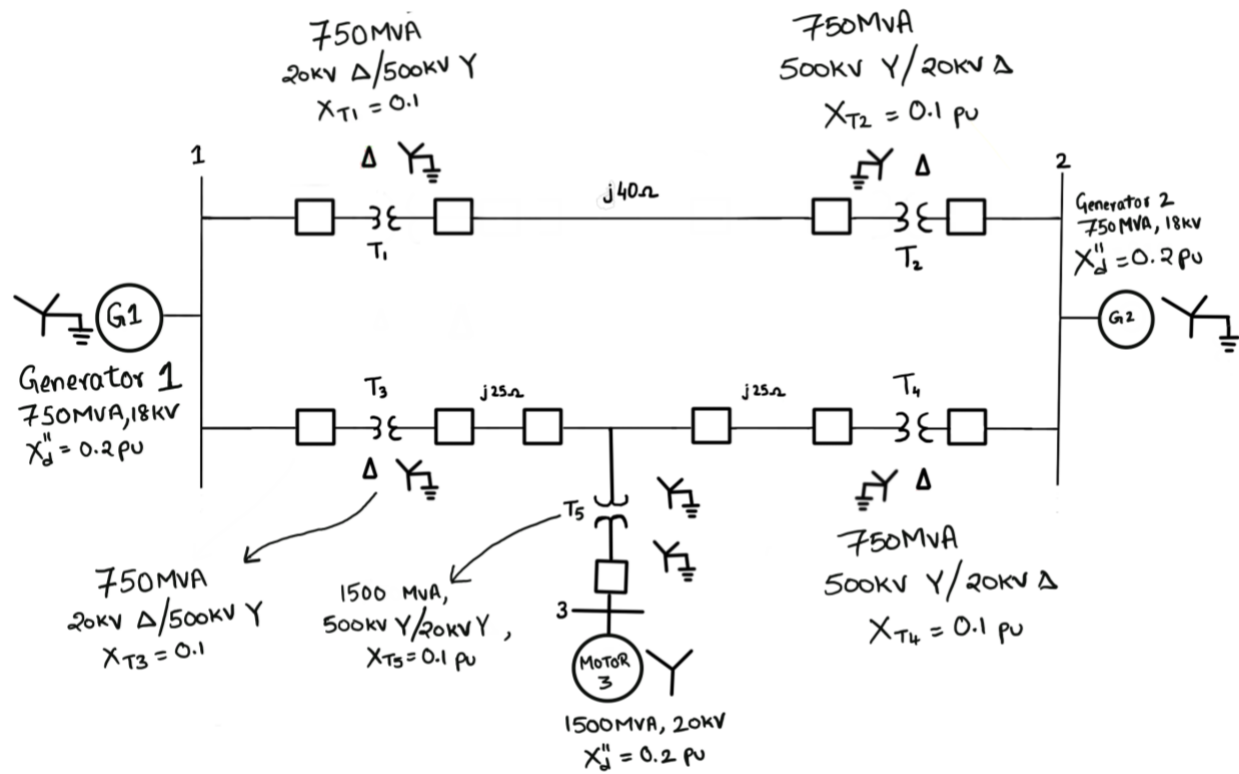 750MVA
20KV Δ/500KV Y
XT1 = 0.1
750MVA
500KV Y/20KV Δ
XT2 = 0.1 pu
1
Δ
j40Ω
Δ
2
T1
T2
Generator 2
750MVA, 18KV
X"d = 0.2 pu
G1
G2
Generator 1
750MVA,18KV
X"d = 0.2 pu
T3
j25Ω
j25Ω
T4
Δ
Δ
T5
750MVA
20KV Δ/500KV Y
XT3 = 0.1
1500 MVA,
500KV Y/20KV Y ,
XT5 = 0.1 pu
3
MOTOR
3
1500MVA, 20KV
X"d = 0.2 pu
750MVA
500KV Y/20KV Δ
XT4 = 0.1 pu